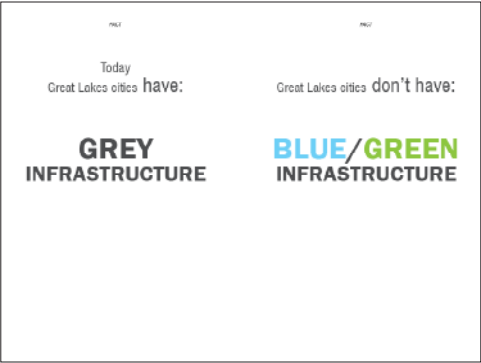 Today
Great Lakes cities have:
GREY
INFRASTRUCTURE
Great Lakes cities don't have:
BLUE/GREEN
INFRASTRUCTURE